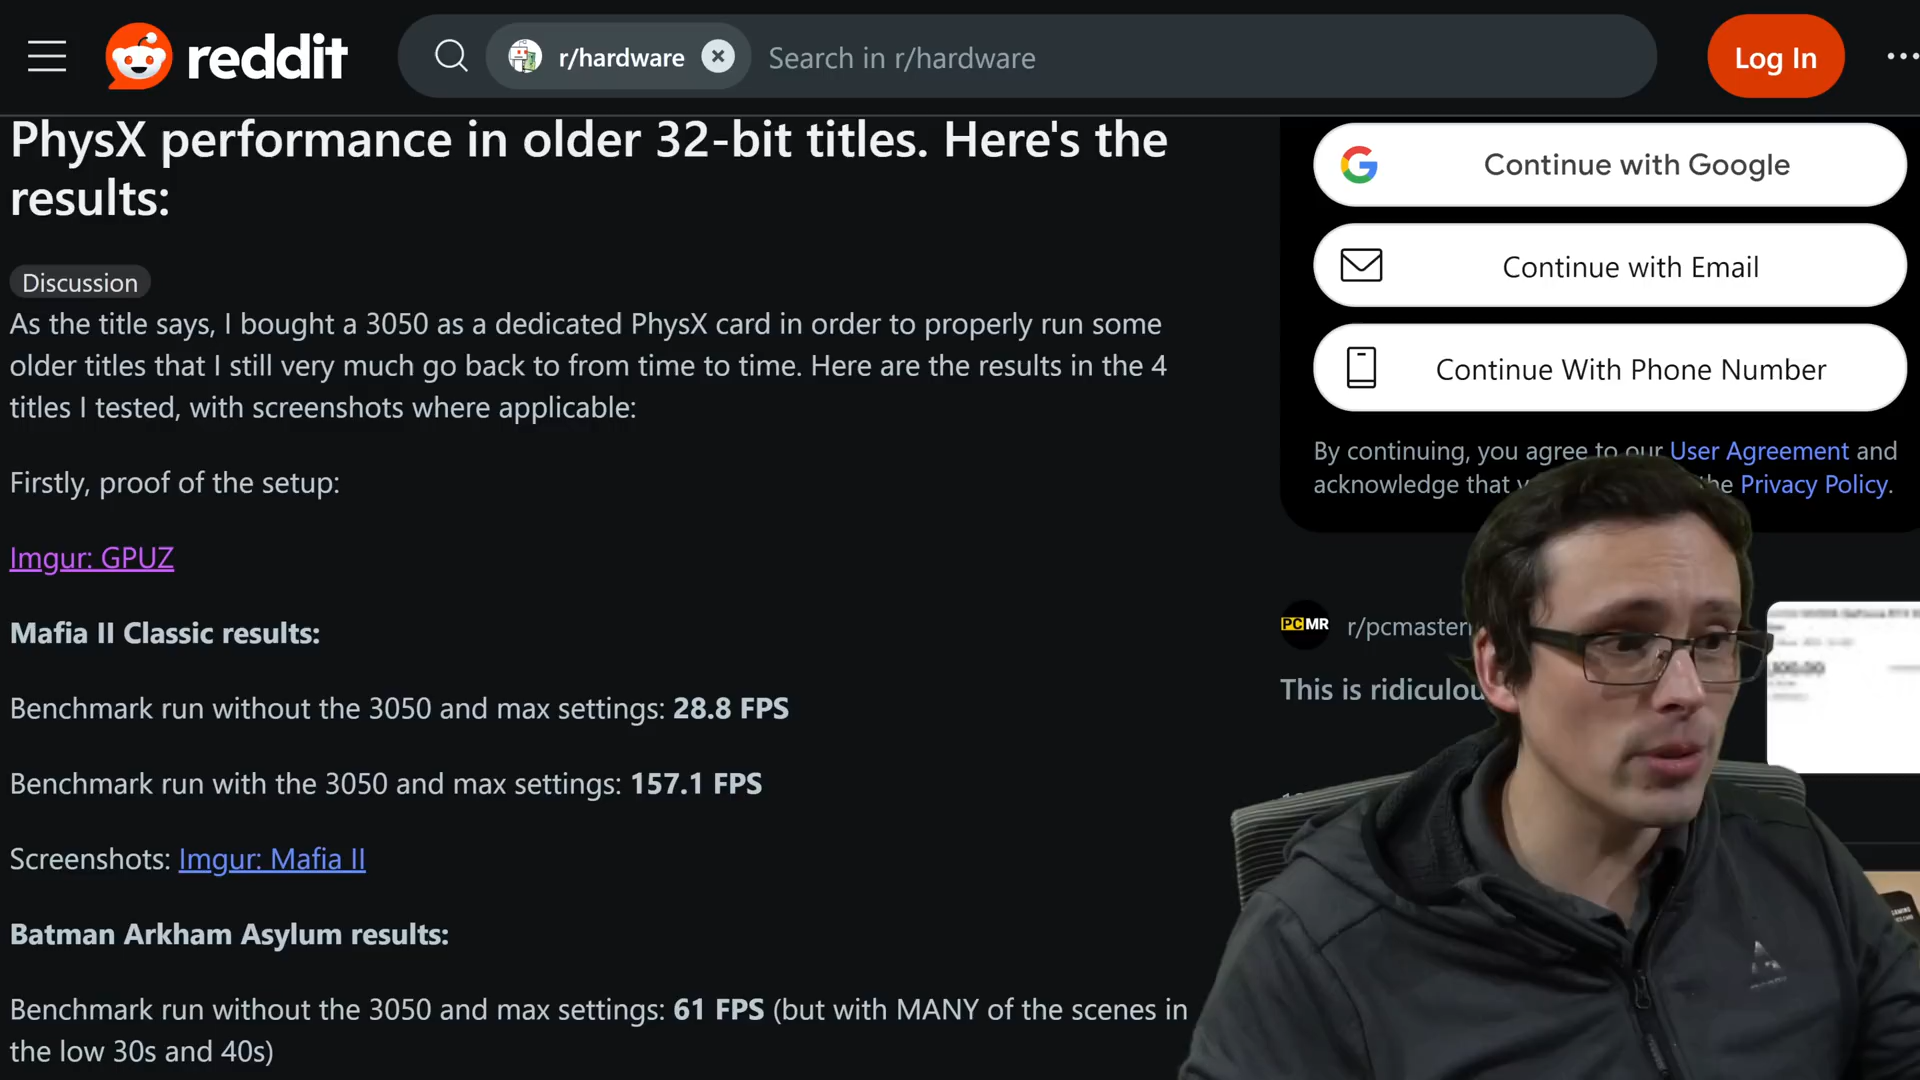 reddit
r/hardware
Search in r/hardware
Log In
PhysX performance in older 32-bit titles. Here's the
results:
Discussion
As the title says, I bought a 3050 as a dedicated PhysX card in order to properly run some
older titles that I still very much go back to from time to time. Here are the results in the 4
titles I tested, with screenshots where applicable:
Firstly, proof of the setup:
Imgur: GPUZ
Mafia II Classic results:
Benchmark run without the 3050 and max settings: 28.8 FPS
Benchmark run with the 3050 and max settings: 157.1 FPS
Screenshots: Imgur: Mafia II
Batman Arkham Asylum results:
Benchmark run without the 3050 and max settings: 61 FPS (but with MANY of the scenes in
the low 30s and 40s)
Continue with Google
Continue with Email
Continue With Phone Number
By continuing, you agree to our User Agreement and
acknowledge that the Privacy Policy.
PCMR
This is